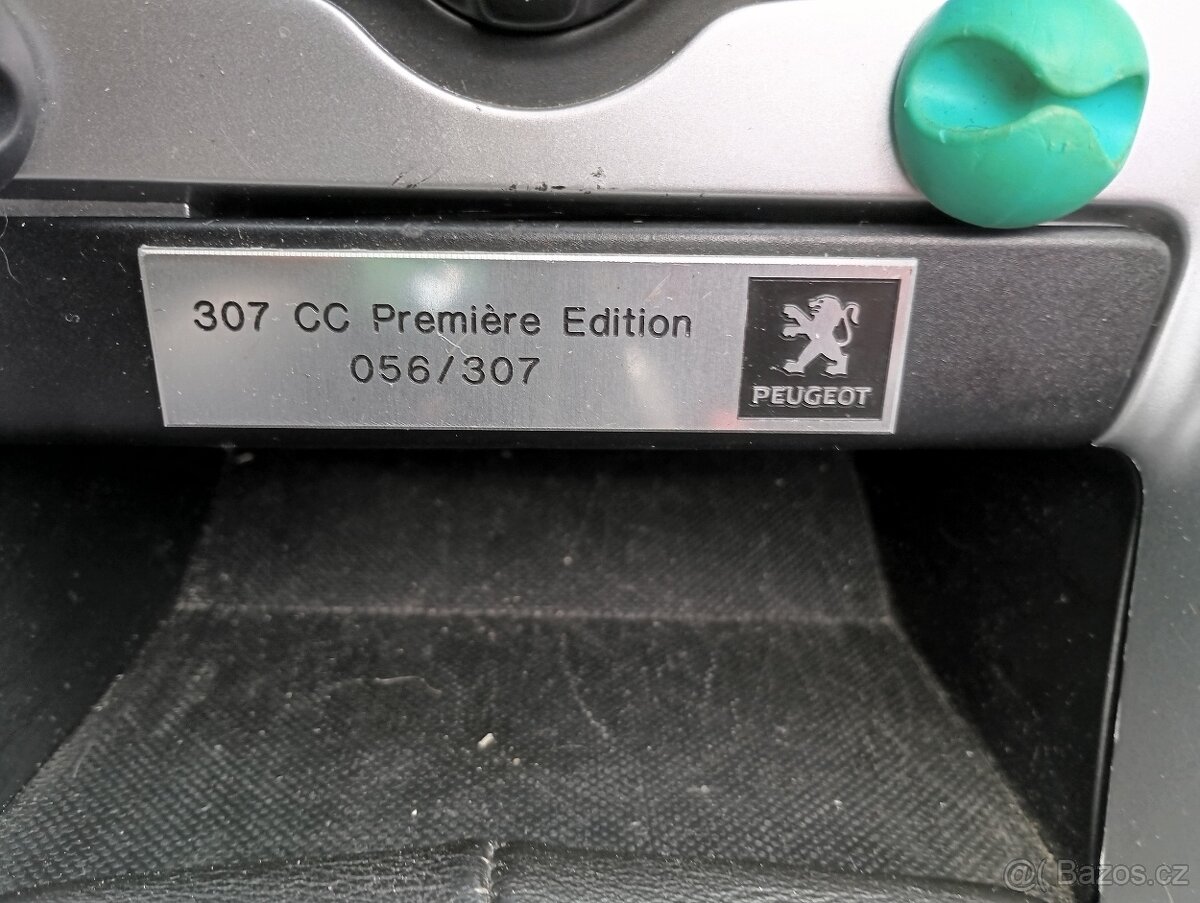 307 CC Première Edition
056/307
PEUGEOT
@( Bazos.cz